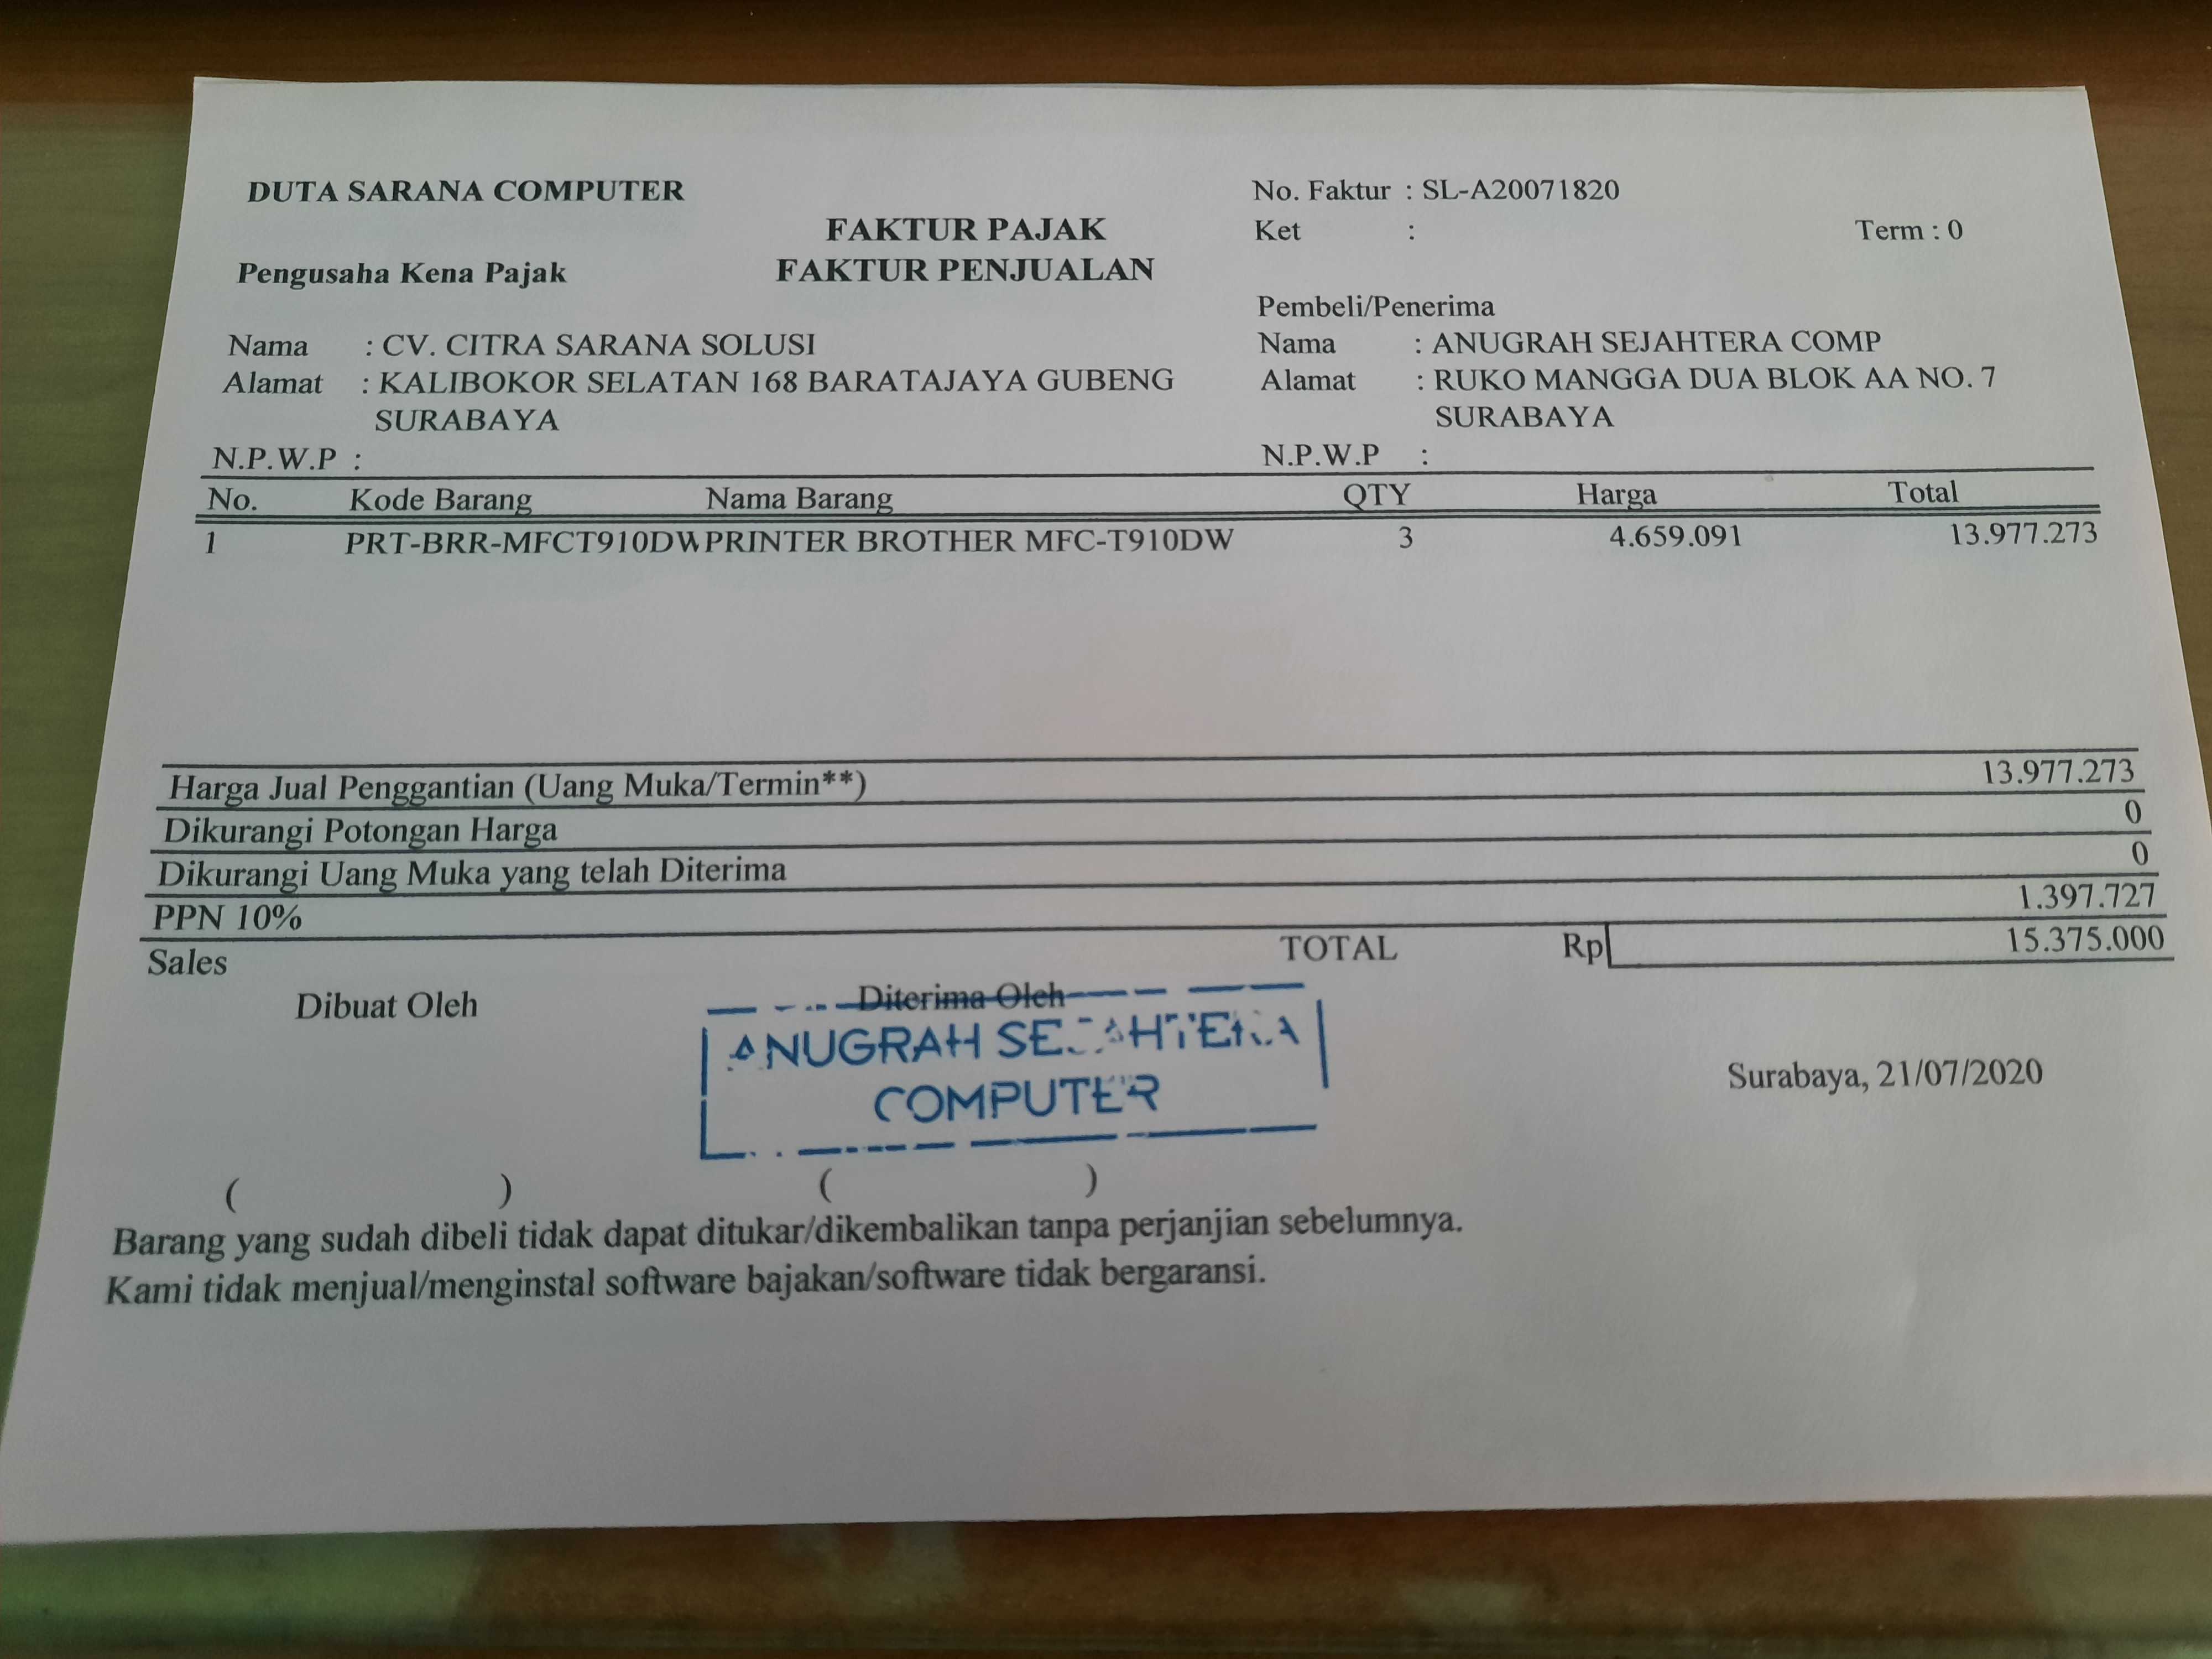 DUTA SARANA COMPUTER
No. Faktur : SL-A20071820
FAKTUR PAJAK
Ket : Term : 0
Pengusaha Kena Pajak
FAKTUR PENJUALAN
Pembeli/Penerima
Nama : CV. CITRA SARANA SOLUSI
Nama : ANUGRAH SEJAHTERA COMP
Alamat : KALIBOKOR SELATAN 168 BARATAJAYA GUBENG
SURABAYA
Alamat : RUKO MANGGA DUA BLOK AA NO. 7
SURABAYA
N.P.W.P :
N.P.W.P :
No. Kode Barang Nama Barang QTY Harga Total
1 PRT-BRR-MFCT910DW PRINTER BROTHER MFC-T910DW 3 4.659.091 13.977.273
Harga Jual Penggantian (Uang Muka/Termin**) 13.977.273
Dikurangi Potongan Harga 0
Dikurangi Uang Muka yang telah Diterima 0
PPN 10% 1.397.727
Sales TOTAL Rp 15.375.000
Dibuat Oleh Diterima Oleh
ANUGRAH SEJAHTERA
COMPUTER
Surabaya, 21/07/2020
( ) ( )
Barang yang sudah dibeli tidak dapat ditukar/dikembalikan tanpa perjanjian sebelumnya.
Kami tidak menjual/menginstal software bajakan/software tidak bergaransi.